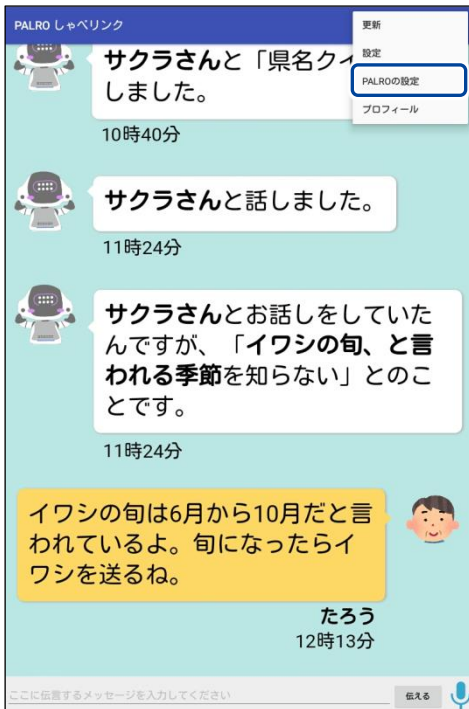 PALRO しゃべリンク
更新
設定
PALROの設定
プロフィール
サクラさんと「県名ク
しました。
10時40分
サクラさんと話しました。
11時24分
サクラさんとお話しをしていた
んですが、「イワシの旬、と言
われる季節を知らない」とのこ
とです。
11時24分
イワシの旬は6月から10月だと言
われているよ。旬になったらイ
ワシを送るね。
たろう
12時13分
ここに伝言するメッセージを入力してください
伝える